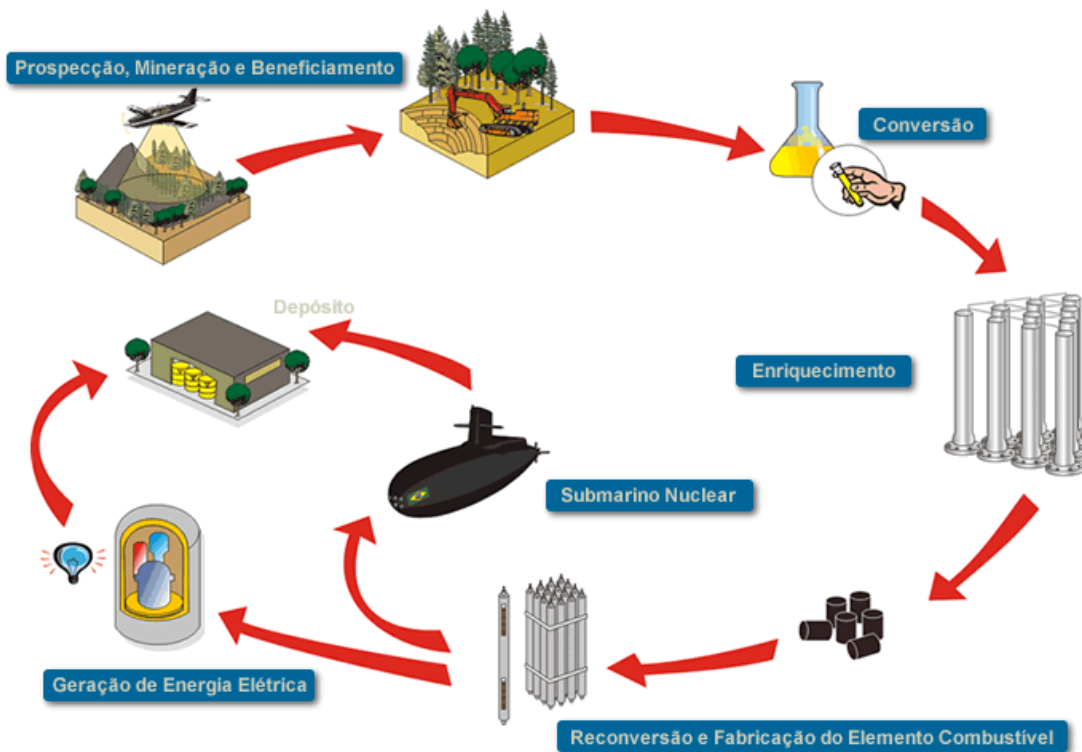 Prospecção, Mineração e Beneficiamento
Conversão
Depósito
Enriquecimento
Submarino Nuclear
Geração de Energia Elétrica
Reconversão e Fabricação do Elemento Combustível